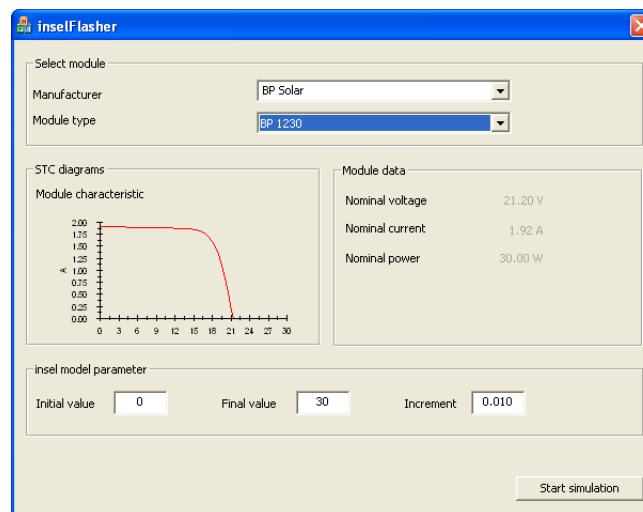 inselFlasher
Select module
Manufacturer
BP Solar
Module type
BP 1230
STC diagrams
Module characteristic
2.00
1.75
1.50
1.25
A
1.00
0.75
0.50
0.25
0.00
0 3 6 9 12 15 18 21 24 27 30
Module data
Nominal voltage 21.20 V
Nominal current 1.92 A
Nominal power 30.00 W
insel model parameter
Initial value 0 Final value 30 Increment 0.010
Start simulation